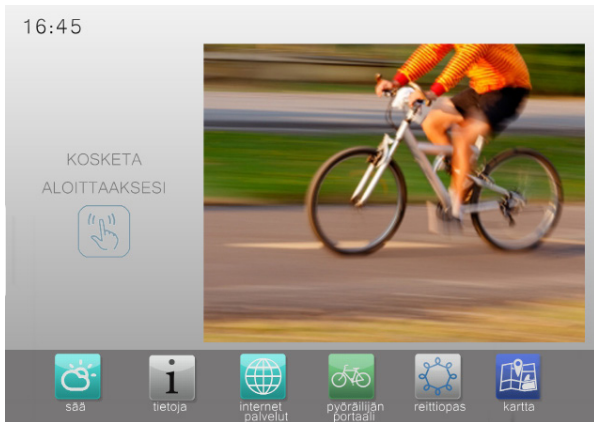 16:45
KOSKETA
ALOITTAAKSESI
sää
tietoja
internet
palvelut
pyöräilijän
portaali
reittiopas
kartta